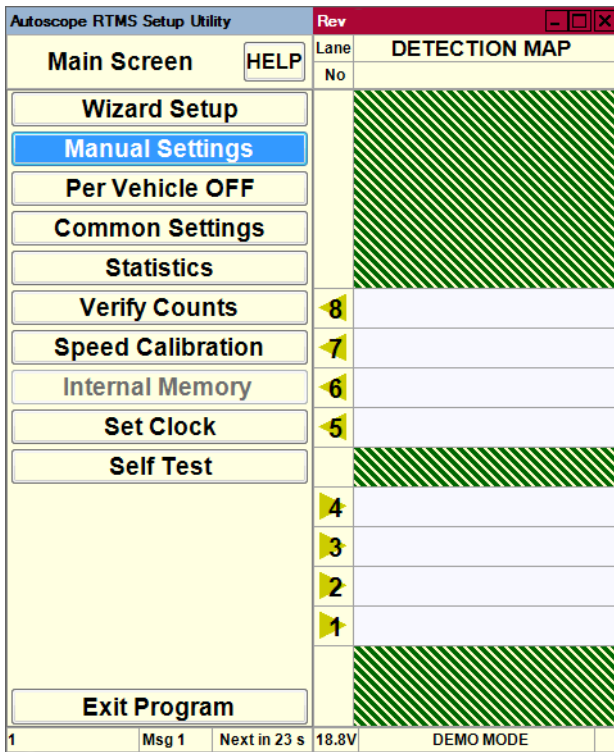 Autoscope RTMS Setup Utility
Rev
Main Screen
HELP
Lane
No
DETECTION MAP
Wizard Setup
Manual Settings
Per Vehicle OFF
Common Settings
Statistics
Verify Counts
Speed Calibration
Internal Memory
Set Clock
Self Test
Exit Program
8
7
6
5
4
3
2
1
1 Msg 1 Next in 23 s 18.8V DEMO MODE